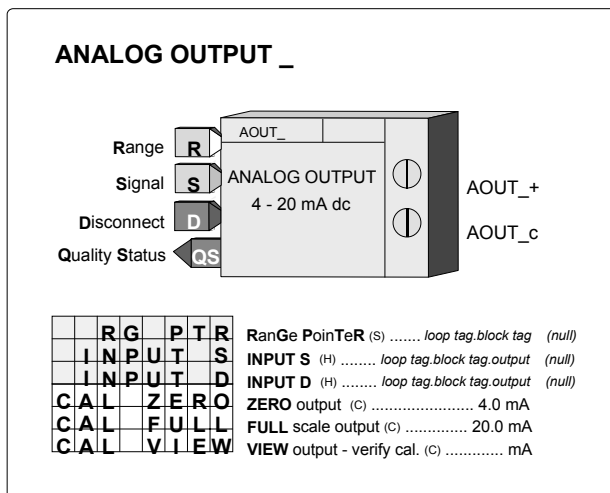 ANALOG OUTPUT _
AOUT_
Range R
Signal S
Disconnect D
Quality Status QS
ANALOG OUTPUT
4 - 20 mA dc
AOUT_+
AOUT_c
RG PTR RanGe PoinTeR (S) ....... loop tag.block tag (null)
INPUT S INPUT S (H) ........ loop tag.block tag.output (null)
INPUT D INPUT D (H) ........ loop tag.block tag.output (null)
CAL ZERO ZERO output (C) ........................ 4.0 mA
CAL FULL FULL scale output (C) ................ 20.0 mA
CAL VIEW VIEW output - verify cal. (C) ............. mA